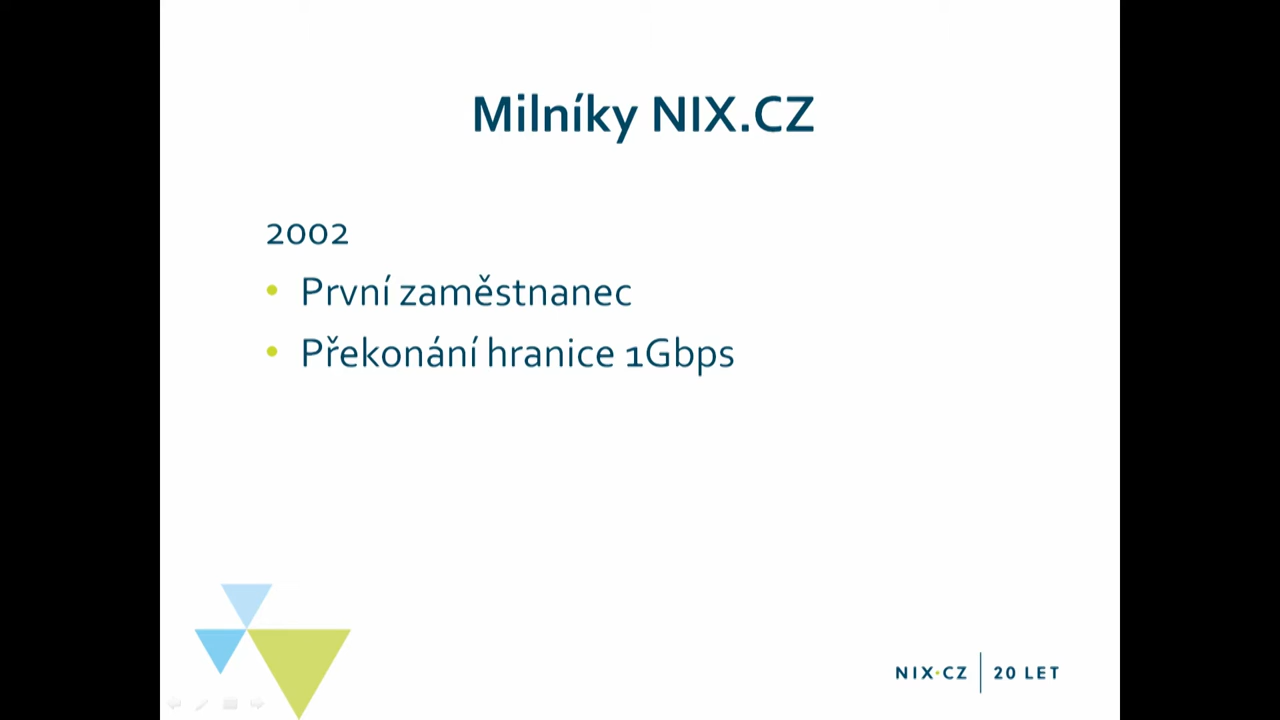 Milníky NIX.CZ
2002
• První zaměstnanec
• Překonání hranice 1Gbps
NIX·CZ | 20 LET